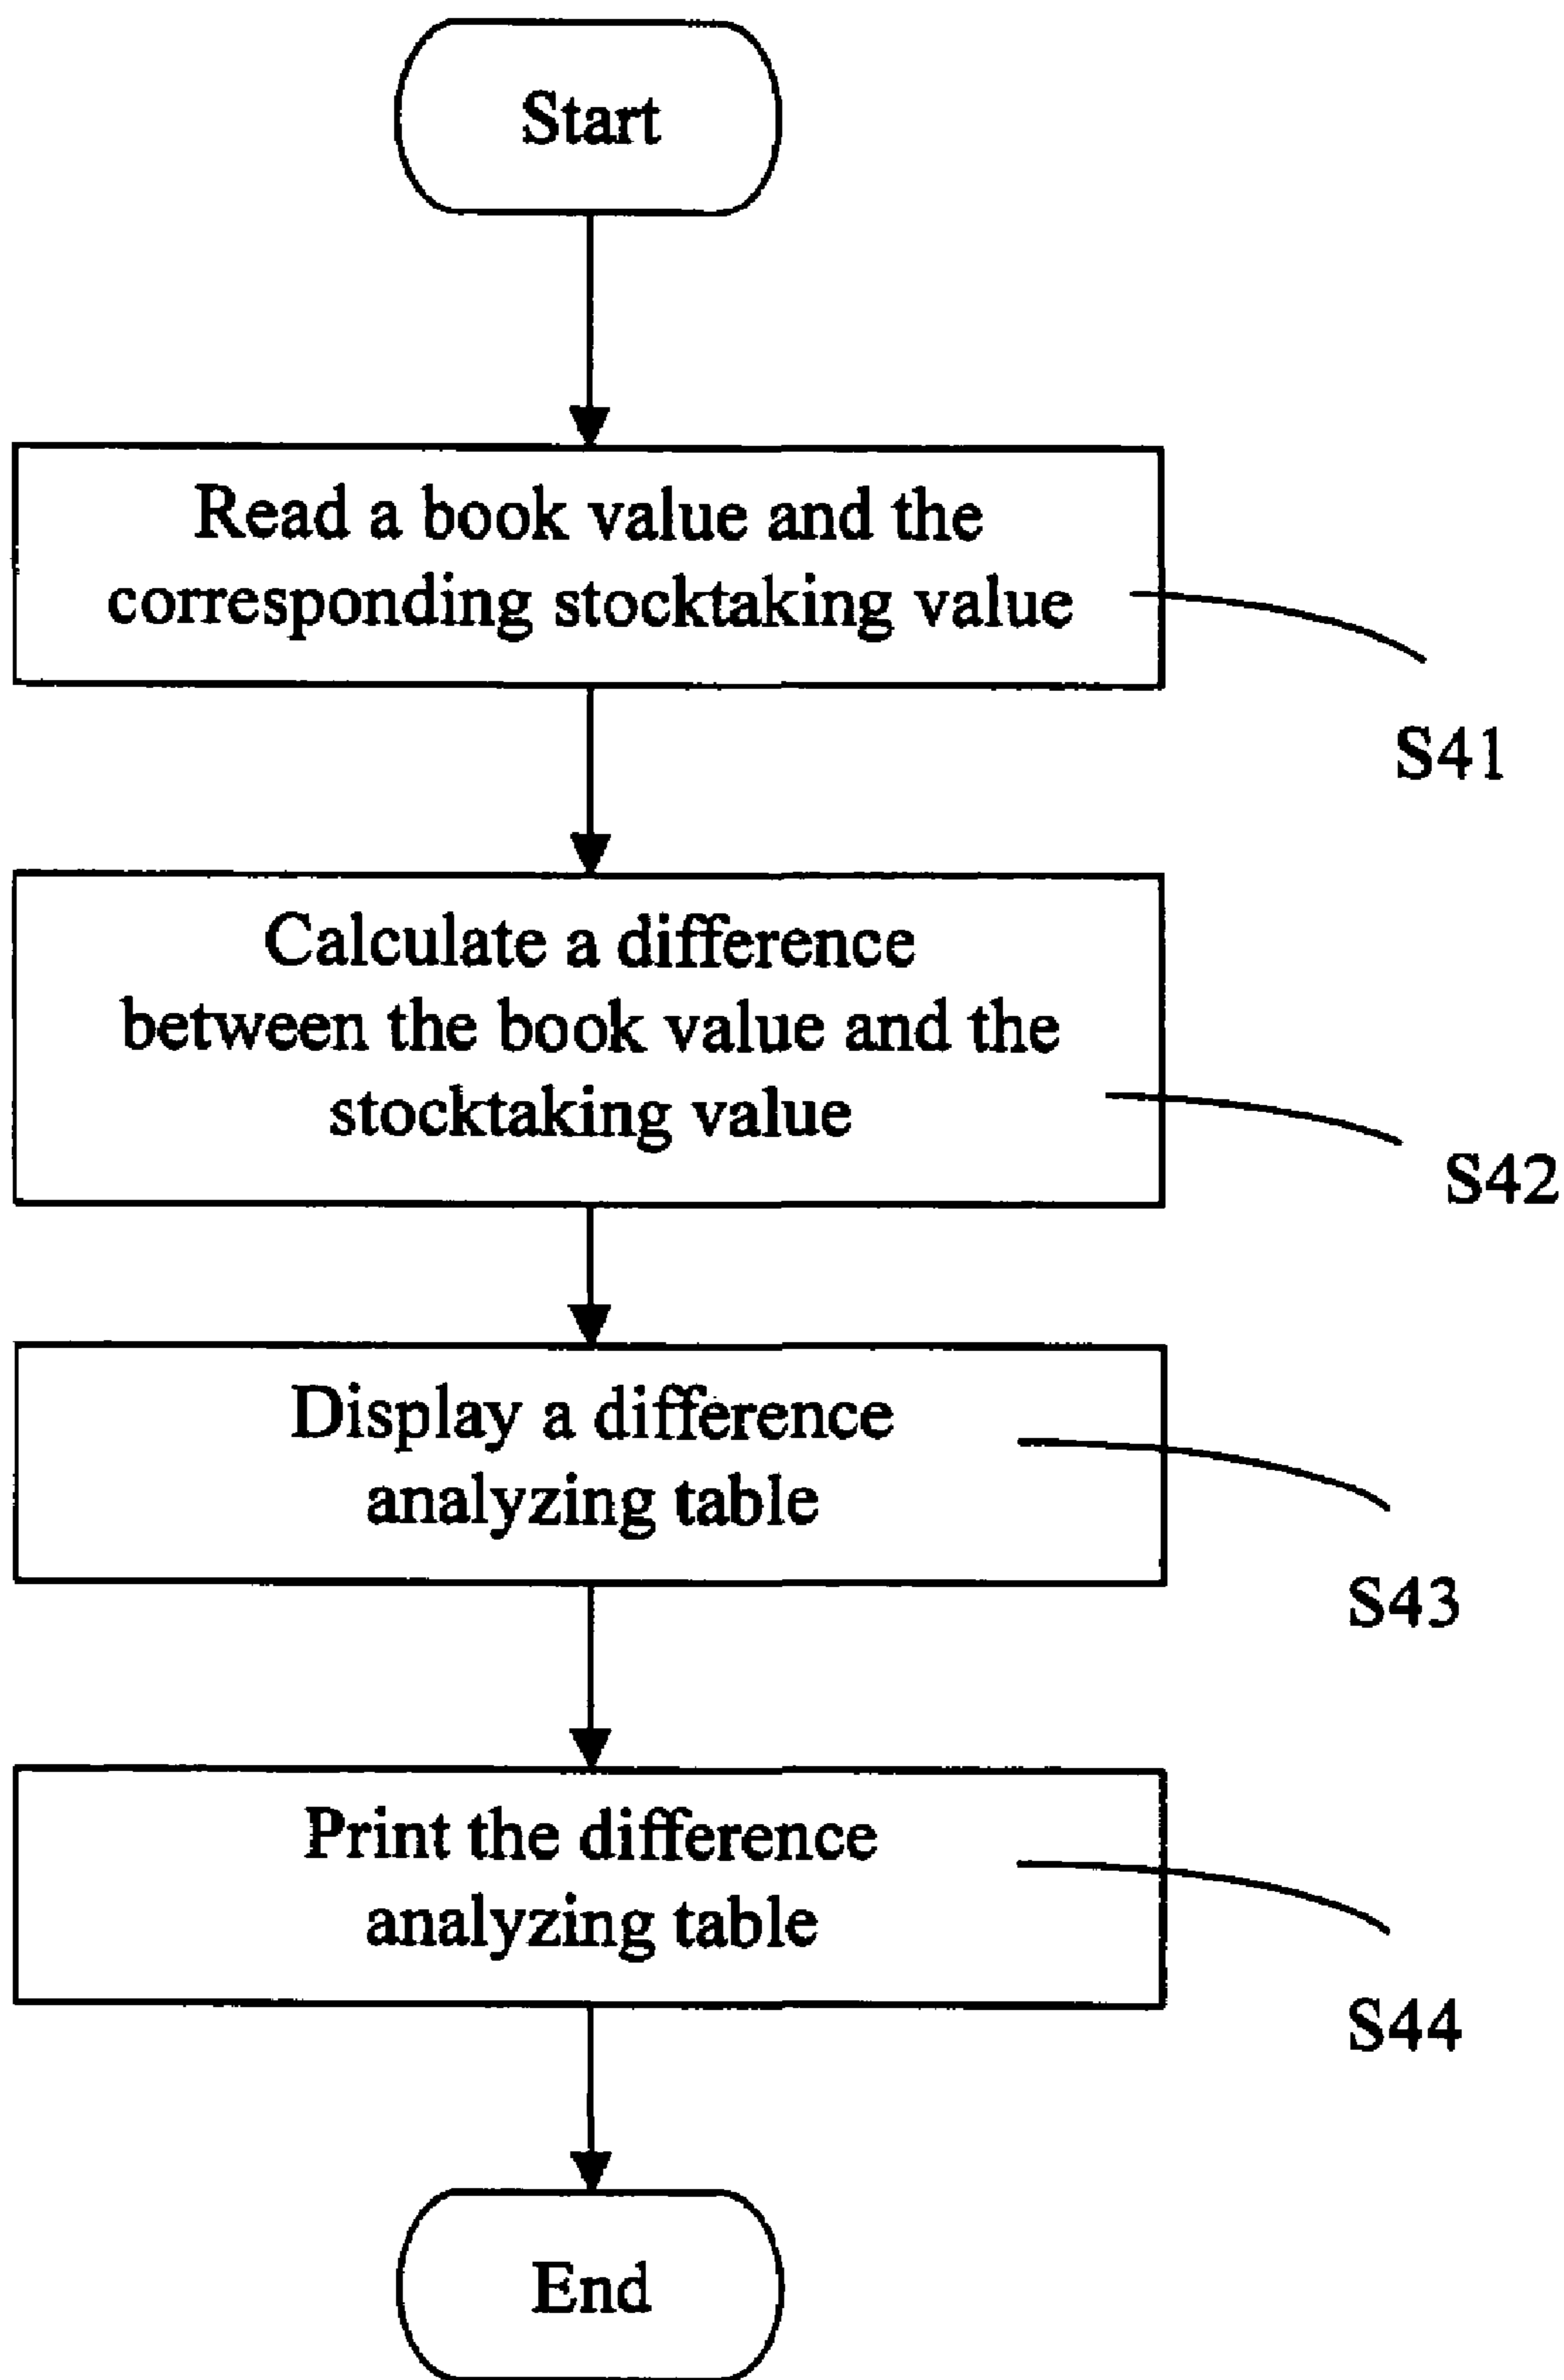 Start
Read a book value and the
corresponding stocktaking value
S41
Calculate a difference
between the book value and the
stocktaking value
S42
Display a difference
analyzing table
S43
Print the difference
analyzing table
S44
End